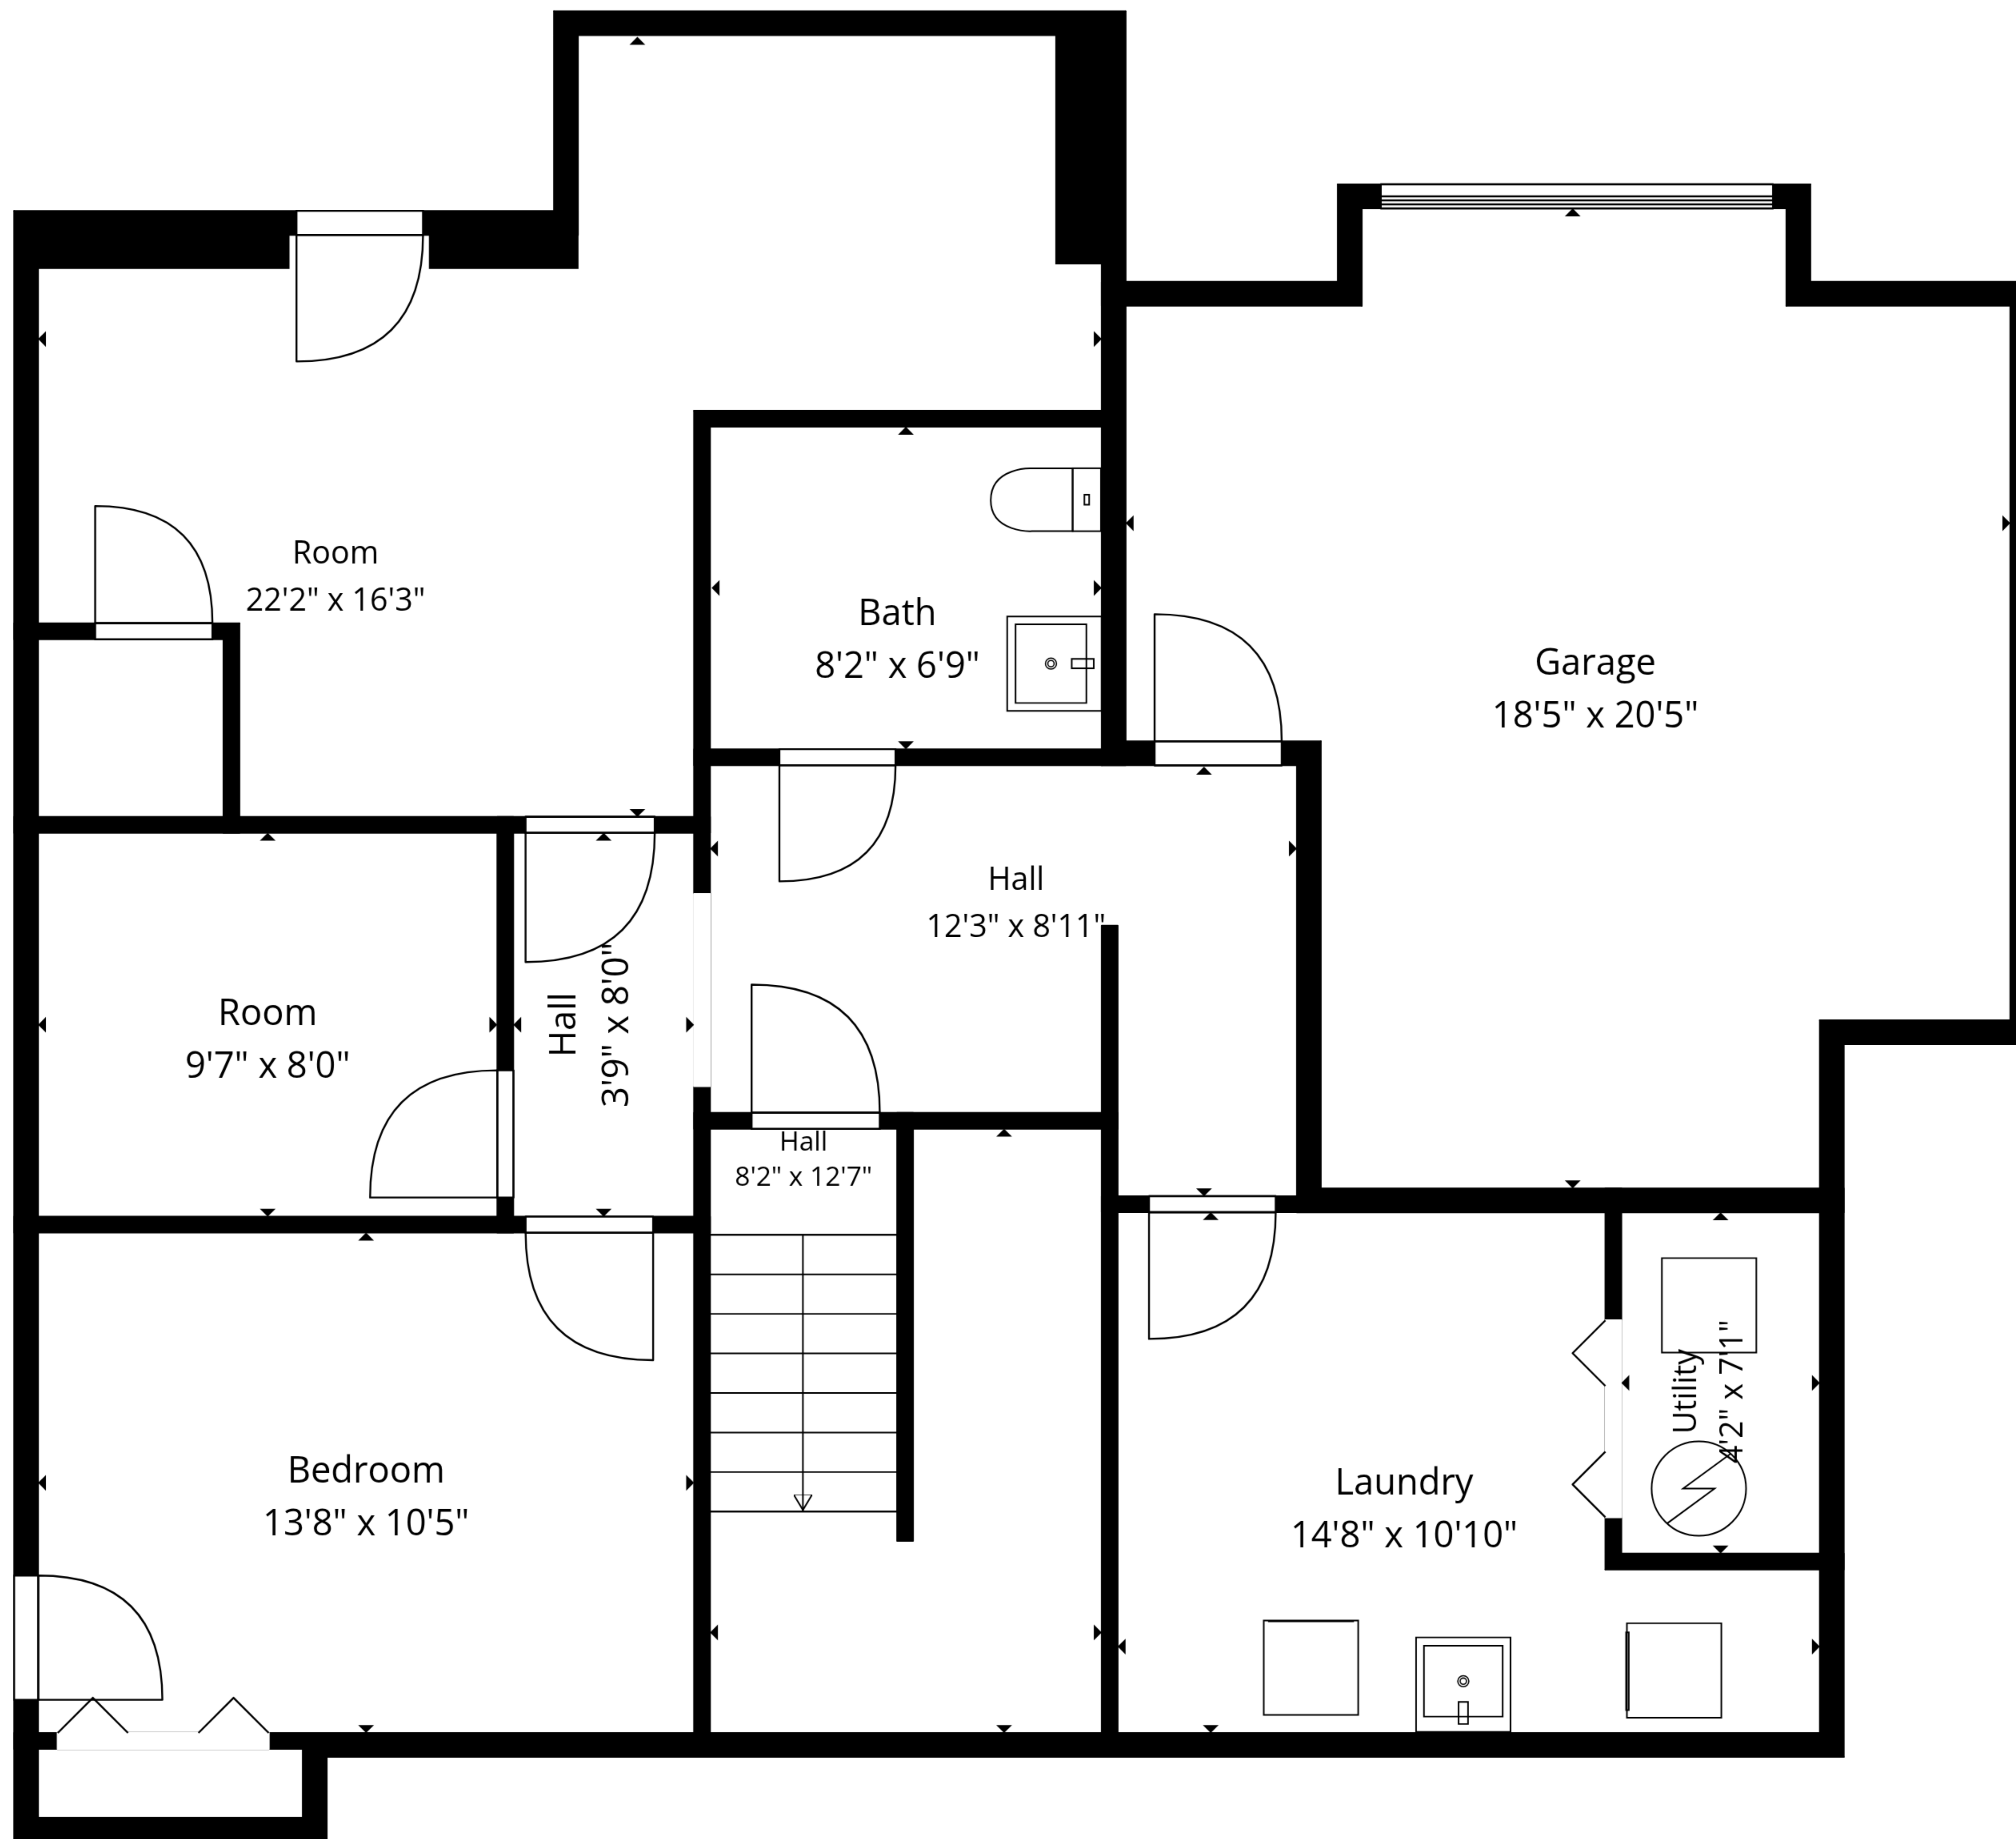 Room
22'2" x 16'3"
Bath
8'2" x 6'9"
Garage
18'5" x 20'5"
Hall
12'3" x 8'11"
Room
9'7" x 8'0"
Hall
3'9" x 8'0"
Hall
8'2" x 12'7"
Bedroom
13'8" x 10'5"
Laundry
14'8" x 10'10"
Utility
4'2" x 7'1"